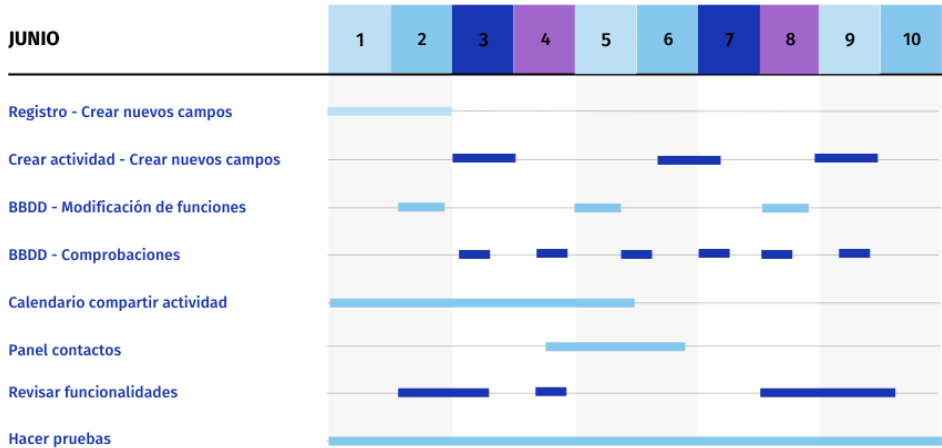 JUNIO 1 2 3 4 5 6 7 8 9 10
Registro - Crear nuevos campos
Crear actividad - Crear nuevos campos
BBDD - Modificación de funciones
BBDD - Comprobaciones
Calendario compartir actividad
Panel contactos
Revisar funcionalidades
Hacer pruebas